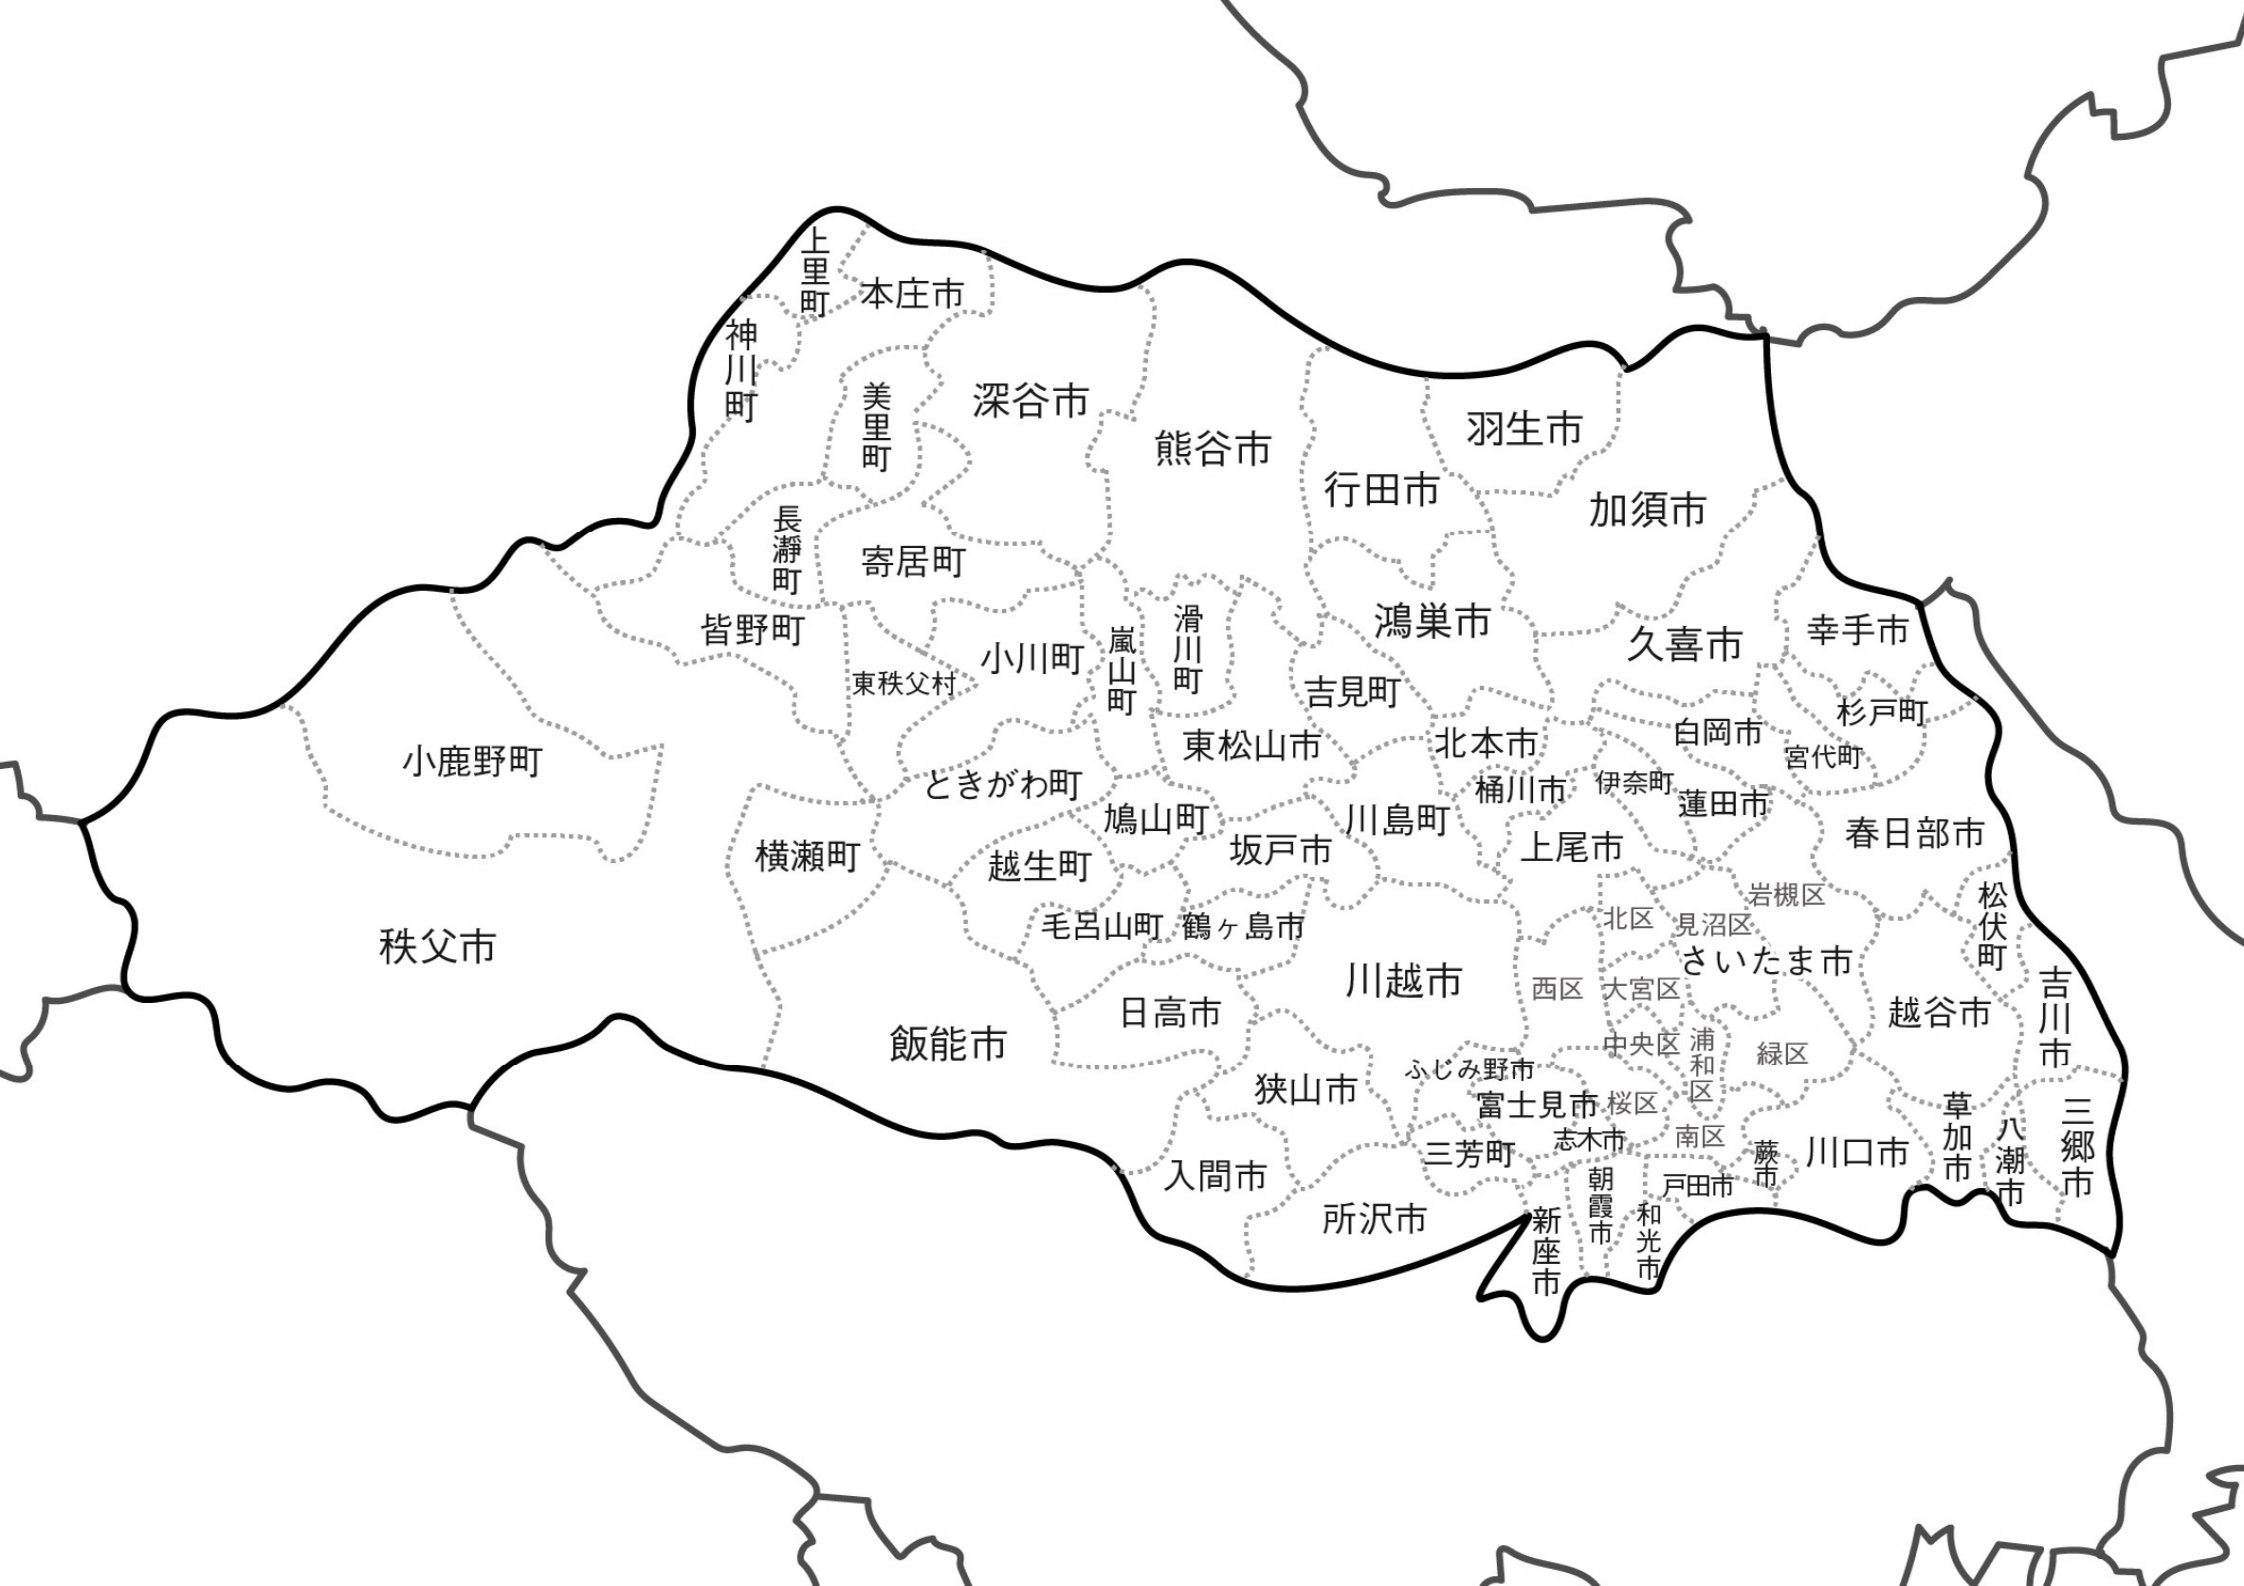 上里町
本庄市
神川町
美里町
深谷市
熊谷市
行田市
羽生市
加須市
長瀞町
寄居町
皆野町
東秩父村
小川町
嵐山町
滑川町
吉見町
鴻巣市
久喜市
幸手市
杉戸町
白岡市
宮代町
北本市
東松山市
小鹿野町
ときがわ町
桶川市
伊奈町
蓮田市
鳩山町
川島町
春日部市
横瀬町
越生町
坂戸市
上尾市
岩槻区
秩父市
毛呂山町
鶴ヶ島市
北区
見沼区
松伏町
さいたま市
川越市
西区
大宮区
吉川市
日高市
越谷市
飯能市
中央区
浦和区
緑区
ふじみ野市
狭山市
富士見市
桜区
草加市
八潮市
三郷市
志木市
南区
三芳町
蕨市
川口市
入間市
朝霞市
戸田市
所沢市
新座市
和光市